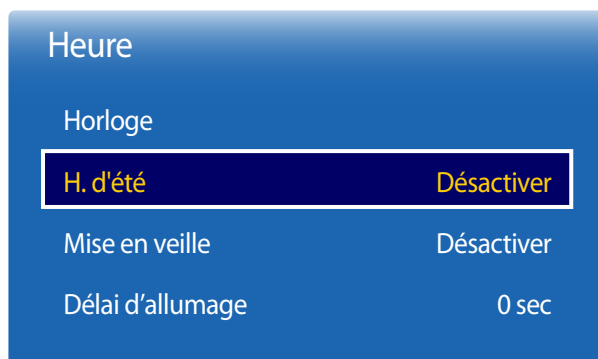 Heure
Horloge
H. d'été Désactiver
Mise en veille Désactiver
Délai d’allumage 0 sec